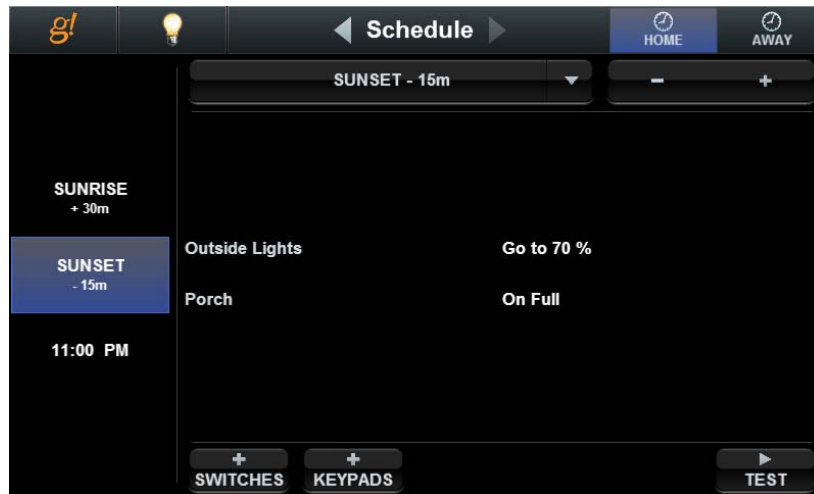 g!
Schedule
HOME
AWAY
SUNSET - 15m
-
+
SUNRISE
+ 30m
SUNSET
- 15m
11:00 PM
Outside Lights Go to 70 %
Porch On Full
+
SWITCHES
+
KEYPADS
TEST